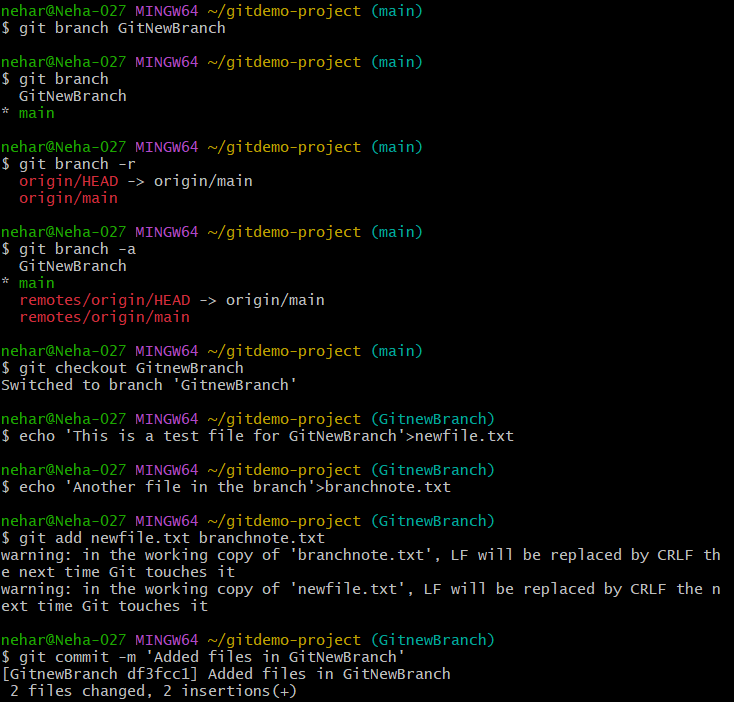 nehar@Neha-027 MINGW64 ~/gitdemo-project (main)
$ git branch GitNewBranch
nehar@Neha-027 MINGW64 ~/gitdemo-project (main)
$ git branch
  GitNewBranch
* main
nehar@Neha-027 MINGW64 ~/gitdemo-project (main)
$ git branch -r
  origin/HEAD -> origin/main
  origin/main
nehar@Neha-027 MINGW64 ~/gitdemo-project (main)
$ git branch -a
  GitNewBranch
* main
  remotes/origin/HEAD -> origin/main
  remotes/origin/main
nehar@Neha-027 MINGW64 ~/gitdemo-project (main)
$ git checkout GitnewBranch
Switched to branch 'GitnewBranch'
nehar@Neha-027 MINGW64 ~/gitdemo-project (GitnewBranch)
$ echo 'This is a test file for GitNewBranch'>newfile.txt
nehar@Neha-027 MINGW64 ~/gitdemo-project (GitnewBranch)
$ echo 'Another file in the branch'>branchnote.txt
nehar@Neha-027 MINGW64 ~/gitdemo-project (GitnewBranch)
$ git add newfile.txt branchnote.txt
warning: in the working copy of 'branchnote.txt', LF will be replaced by CRLF th
e next time Git touches it
warning: in the working copy of 'newfile.txt', LF will be replaced by CRLF the n
ext time Git touches it
nehar@Neha-027 MINGW64 ~/gitdemo-project (GitnewBranch)
$ git commit -m 'Added files in GitNewBranch'
[GitnewBranch df3fcc1] Added files in GitNewBranch
 2 files changed, 2 insertions(+)